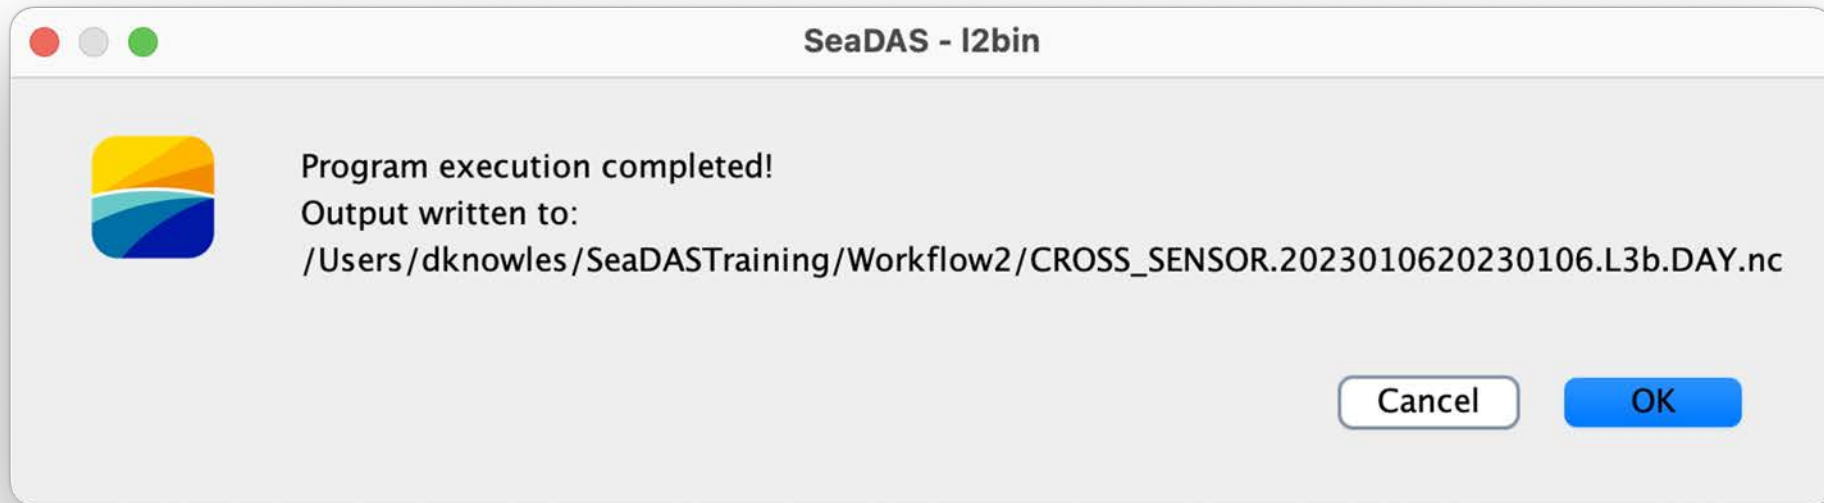 SeaDAS - l2bin
Program execution completed!
Output written to:
/Users/dknowles/SeaDASTraining/Workflow2/CROSS_SENSOR.2023010620230106.L3b.DAY.nc
Cancel OK